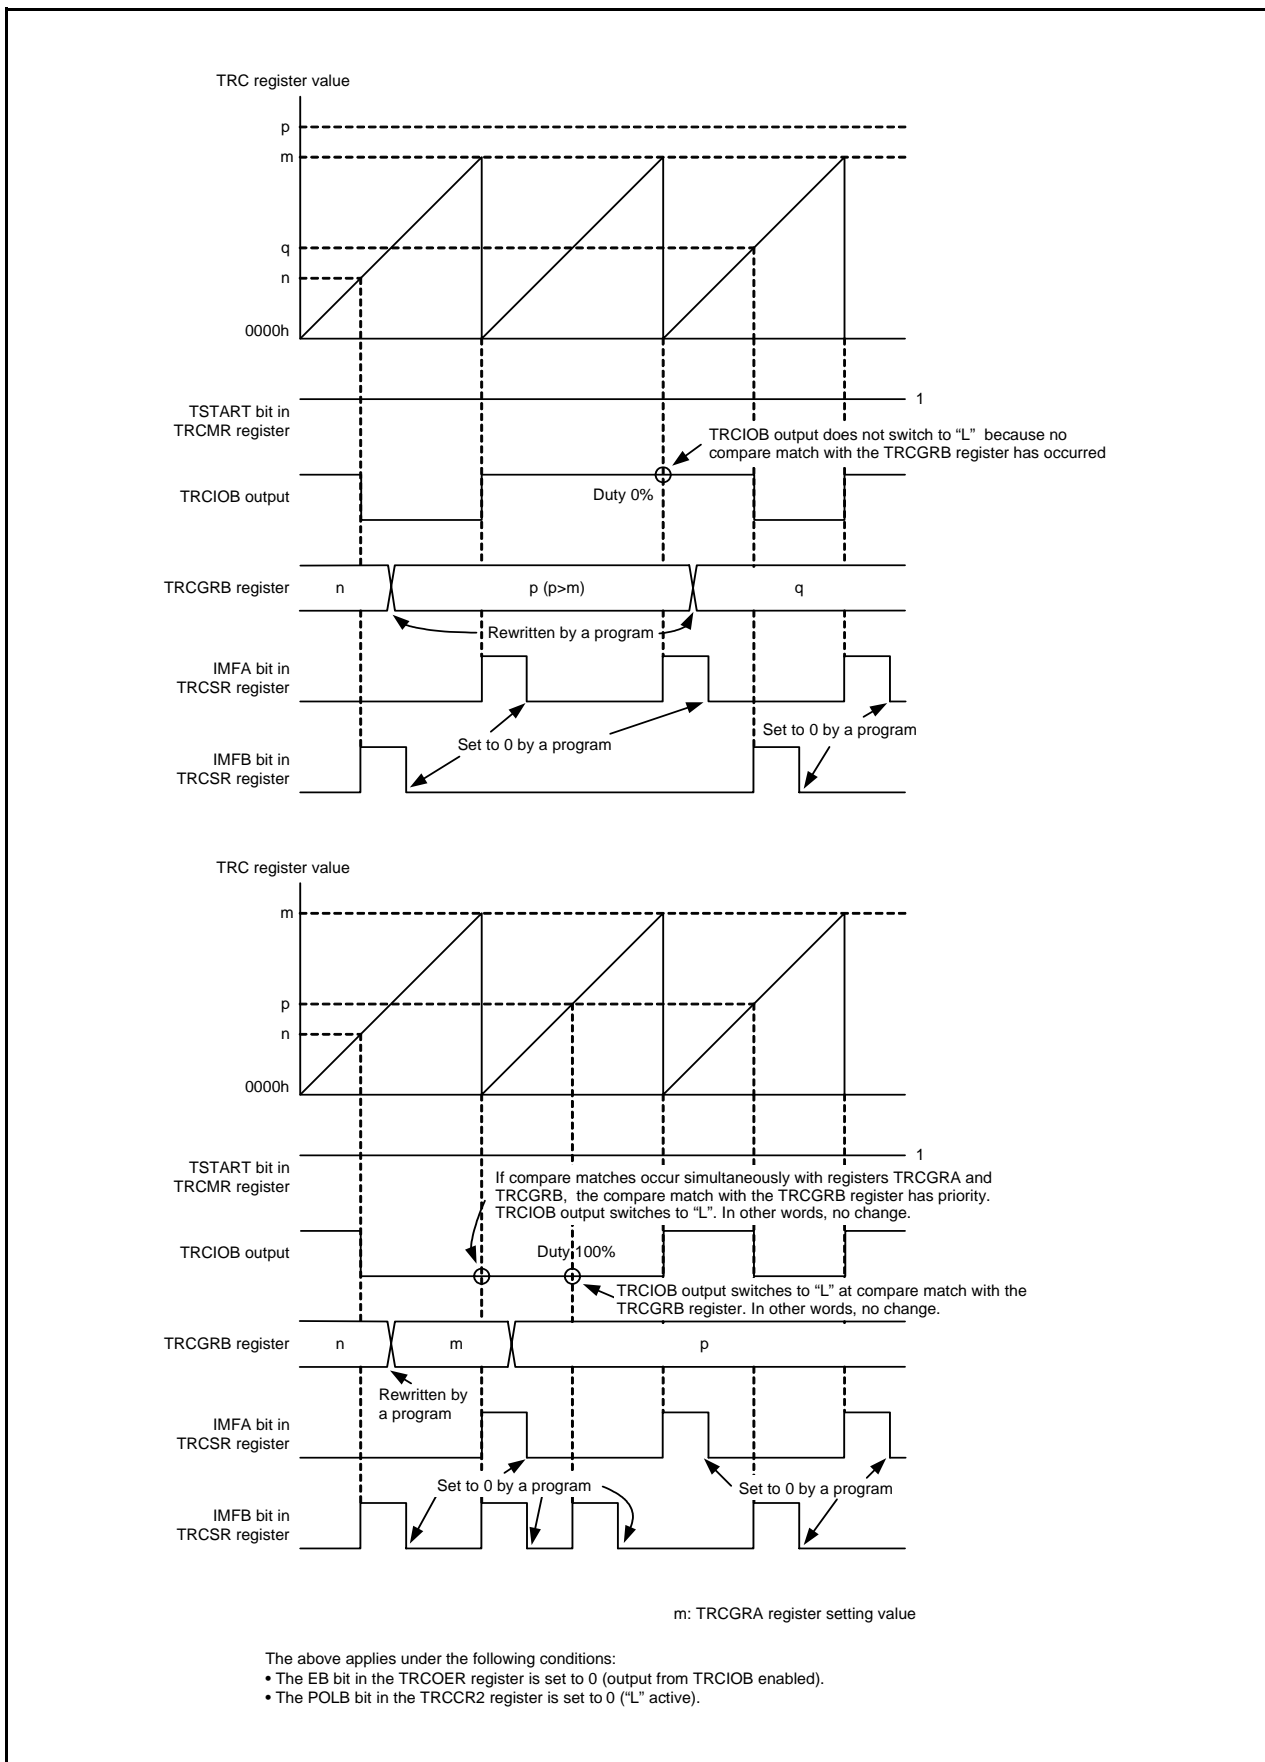 TRC register value
p
m
q
n
0000h
1
TSTART bit in
TRCMR register
TRCIOB output does not switch to “L” because no
compare match with the TRCGRB register has occurred
TRCIOB output
Duty 0%
TRCGRB register
n
p (p>m)
q
Rewritten by a program
IMFA bit in
TRCSR register
Set to 0 by a program
Set to 0 by a program
IMFB bit in
TRCSR register
TRC register value
m
p
n
0000h
1
TSTART bit in
TRCMR register
If compare matches occur simultaneously with registers TRCGRA and
TRCGRB, the compare match with the TRCGRB register has priority.
TRCIOB output switches to “L”. In other words, no change.
TRCIOB output
Duty 100%
TRCIOB output switches to “L” at compare match with the
TRCGRB register. In other words, no change.
TRCGRB register
n
m
p
Rewritten by
a program
IMFA bit in
TRCSR register
Set to 0 by a program
Set to 0 by a program
IMFB bit in
TRCSR register
m: TRCGRA register setting value
The above applies under the following conditions:
• The EB bit in the TRCOER register is set to 0 (output from TRCIOB enabled).
• The POLB bit in the TRCCR2 register is set to 0 (“L” active).